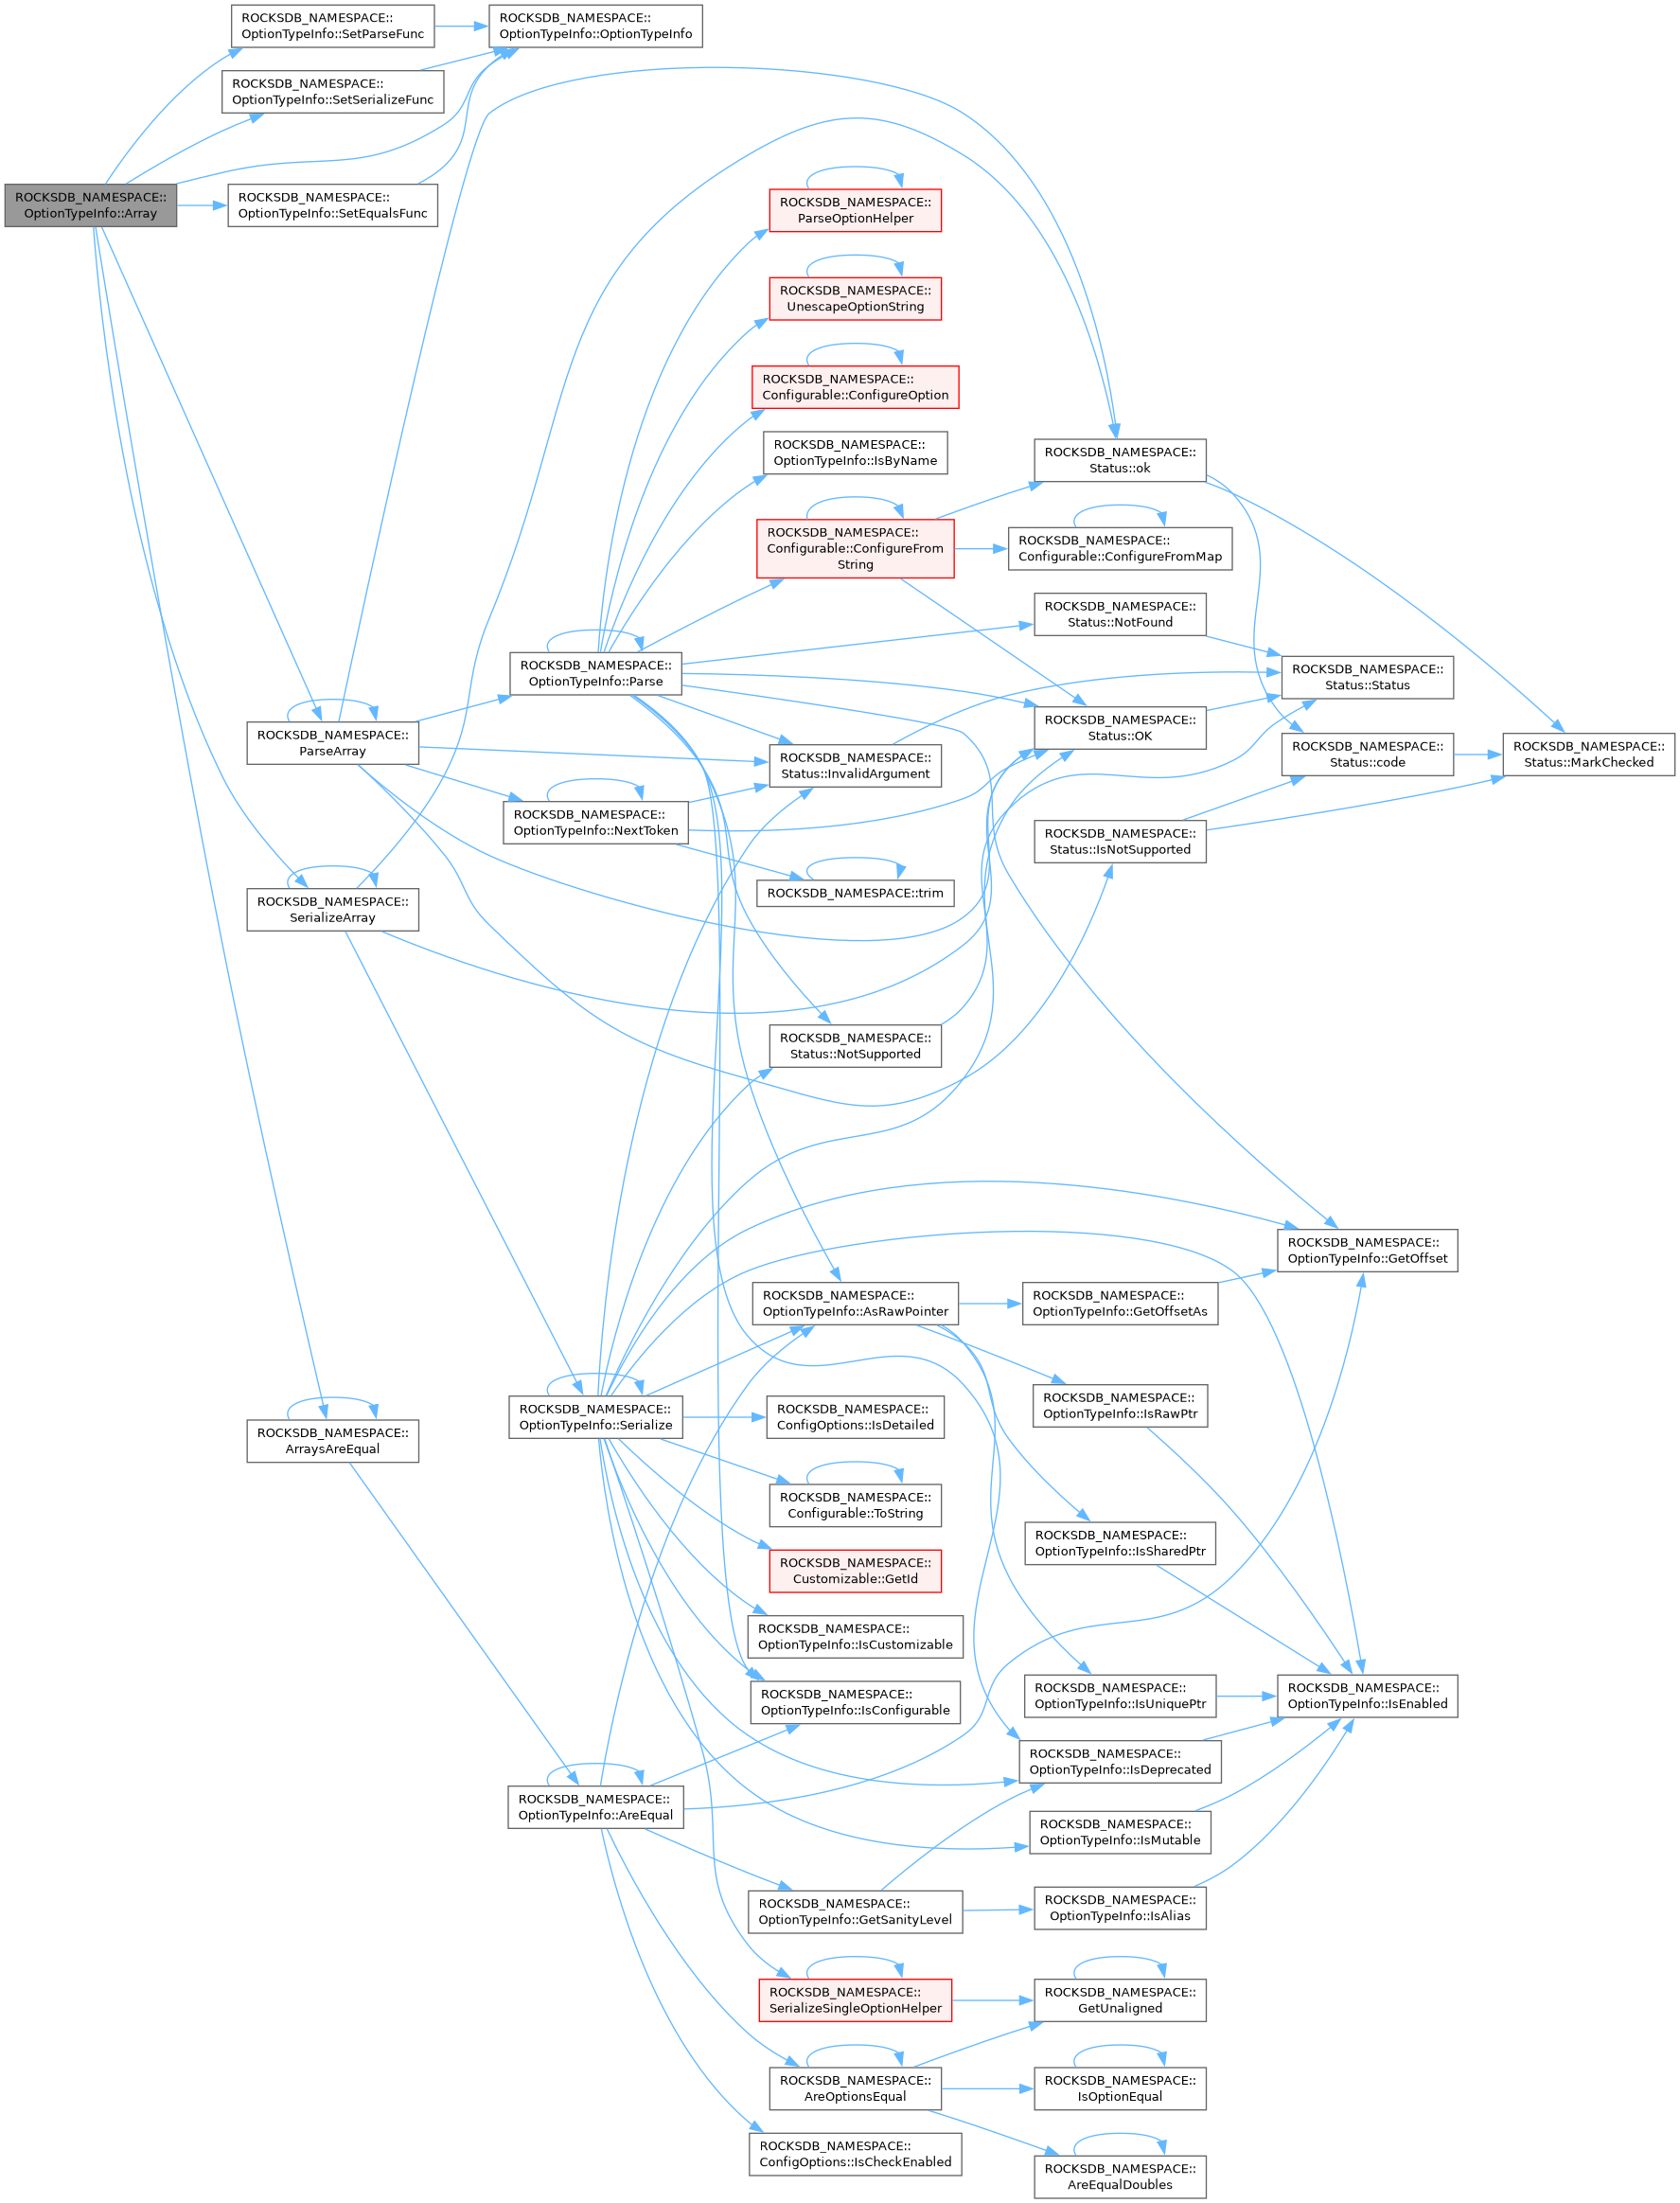 ROCKSDB_NAMESPACE::
OptionTypeInfo::SetParseFunc
ROCKSDB_NAMESPACE::
OptionTypeInfo::OptionTypeInfo
ROCKSDB_NAMESPACE::
OptionTypeInfo::SetSerializeFunc
ROCKSDB_NAMESPACE::
OptionTypeInfo::Array
ROCKSDB_NAMESPACE::
OptionTypeInfo::SetEqualsFunc
ROCKSDB_NAMESPACE::
ParseOptionHelper
ROCKSDB_NAMESPACE::
UnescapeOptionString
ROCKSDB_NAMESPACE::
Configurable::ConfigureOption
ROCKSDB_NAMESPACE::
OptionTypeInfo::IsByName
ROCKSDB_NAMESPACE::
Status::ok
ROCKSDB_NAMESPACE::
Configurable::ConfigureFrom
String
ROCKSDB_NAMESPACE::
Configurable::ConfigureFromMap
ROCKSDB_NAMESPACE::
Status::NotFound
ROCKSDB_NAMESPACE::
OptionTypeInfo::Parse
ROCKSDB_NAMESPACE::
Status::Status
ROCKSDB_NAMESPACE::
ParseArray
ROCKSDB_NAMESPACE::
Status::OK
ROCKSDB_NAMESPACE::
Status::InvalidArgument
ROCKSDB_NAMESPACE::
Status::code
ROCKSDB_NAMESPACE::
Status::MarkChecked
ROCKSDB_NAMESPACE::
OptionTypeInfo::NextToken
ROCKSDB_NAMESPACE::
Status::IsNotSupported
ROCKSDB_NAMESPACE::trim
ROCKSDB_NAMESPACE::
SerializeArray
ROCKSDB_NAMESPACE::
Status::NotSupported
ROCKSDB_NAMESPACE::
OptionTypeInfo::GetOffset
ROCKSDB_NAMESPACE::
OptionTypeInfo::AsRawPointer
ROCKSDB_NAMESPACE::
OptionTypeInfo::GetOffsetAs
ROCKSDB_NAMESPACE::
OptionTypeInfo::Serialize
ROCKSDB_NAMESPACE::
ConfigOptions::IsDetailed
ROCKSDB_NAMESPACE::
OptionTypeInfo::IsRawPtr
ROCKSDB_NAMESPACE::
ArraysAreEqual
ROCKSDB_NAMESPACE::
Configurable::ToString
ROCKSDB_NAMESPACE::
OptionTypeInfo::IsSharedPtr
ROCKSDB_NAMESPACE::
Customizable::GetId
ROCKSDB_NAMESPACE::
OptionTypeInfo::IsCustomizable
ROCKSDB_NAMESPACE::
OptionTypeInfo::IsConfigurable
ROCKSDB_NAMESPACE::
OptionTypeInfo::IsUniquePtr
ROCKSDB_NAMESPACE::
OptionTypeInfo::IsEnabled
ROCKSDB_NAMESPACE::
OptionTypeInfo::IsDeprecated
ROCKSDB_NAMESPACE::
OptionTypeInfo::AreEqual
ROCKSDB_NAMESPACE::
OptionTypeInfo::IsMutable
ROCKSDB_NAMESPACE::
OptionTypeInfo::GetSanityLevel
ROCKSDB_NAMESPACE::
OptionTypeInfo::IsAlias
ROCKSDB_NAMESPACE::
SerializeSingleOptionHelper
ROCKSDB_NAMESPACE::
GetUnaligned
ROCKSDB_NAMESPACE::
AreOptionsEqual
ROCKSDB_NAMESPACE::
IsOptionEqual
ROCKSDB_NAMESPACE::
ConfigOptions::IsCheckEnabled
ROCKSDB_NAMESPACE::
AreEqualDoubles